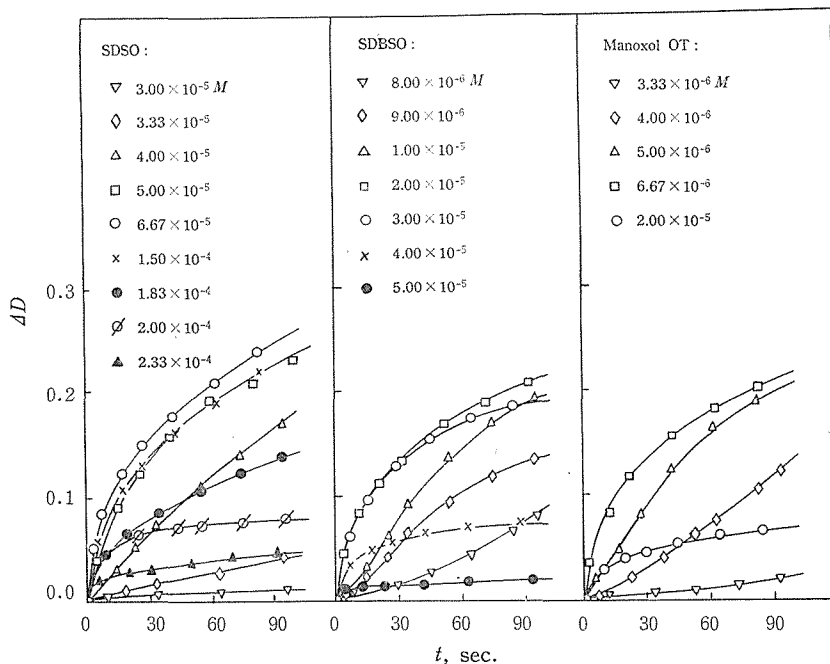 SDSO :
3.00 × 10⁻⁵ M
3.33 × 10⁻⁵
4.00 × 10⁻⁵
5.00 × 10⁻⁵
6.67 × 10⁻⁵
1.50 × 10⁻⁴
1.83 × 10⁻⁴
2.00 × 10⁻⁴
2.33 × 10⁻⁴
SDBSO :
8.00 × 10⁻⁶ M
9.00 × 10⁻⁶
1.00 × 10⁻⁵
2.00 × 10⁻⁵
3.00 × 10⁻⁵
4.00 × 10⁻⁵
5.00 × 10⁻⁵
Manoxol OT :
3.33 × 10⁻⁶ M
4.00 × 10⁻⁶
5.00 × 10⁻⁶
6.67 × 10⁻⁶
2.00 × 10⁻⁵
ΔD
0.3
0.2
0.1
0.0
0 30 60 90 0 30 60 90 0 30 60 90
t, sec.